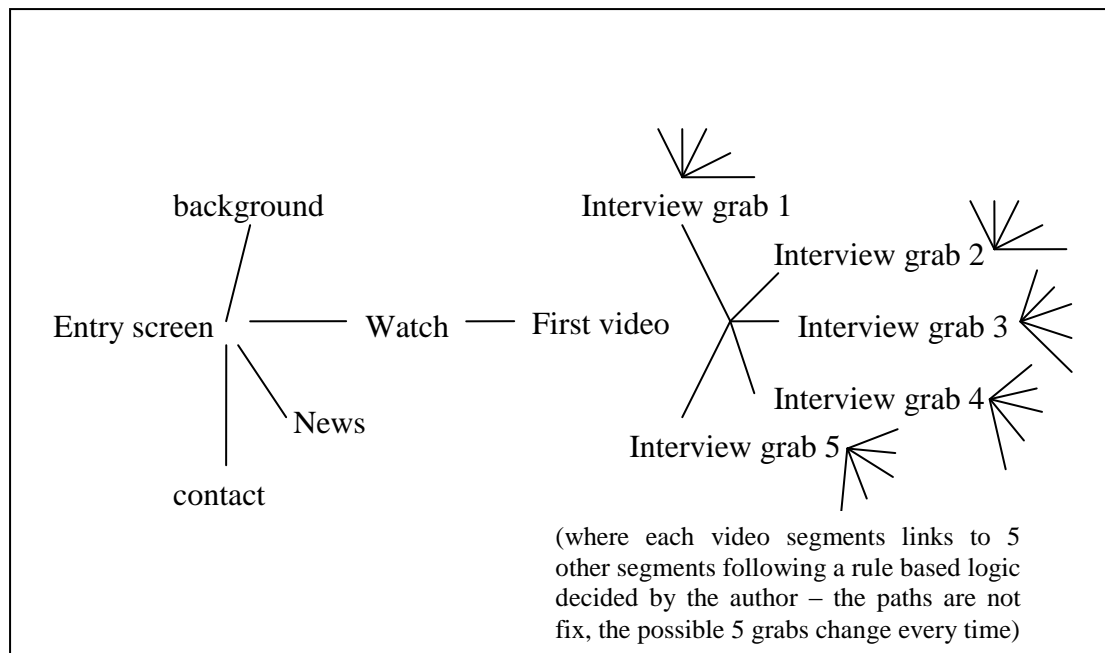 Interview grab 1
background
Interview grab 2
Entry screen
Watch
First video
Interview grab 3
Interview grab 4
News
Interview grab 5
contact
(where each video segments links to 5
other segments following a rule based logic
decided by the author – the paths are not
fix, the possible 5 grabs change every time)